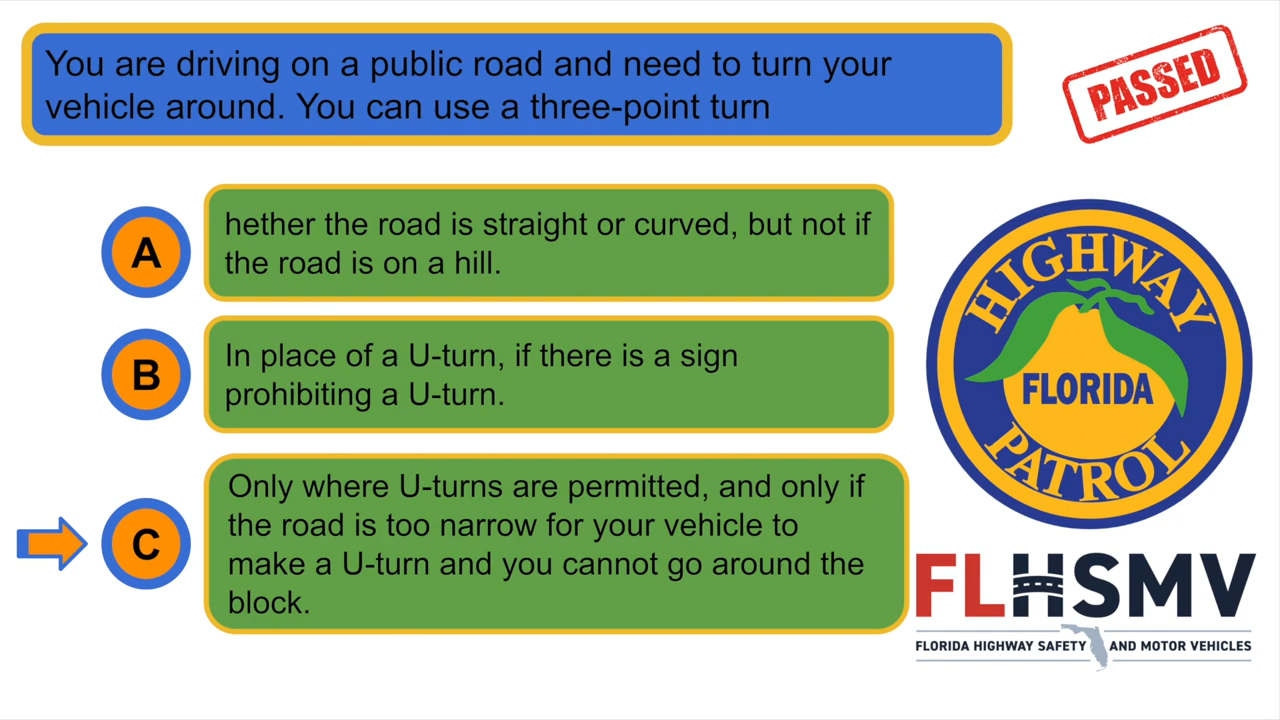 You are driving on a public road and need to turn your
vehicle around. You can use a three-point turn
PASSED
A
hether the road is straight or curved, but not if
the road is on a hill.
B
In place of a U-turn, if there is a sign
prohibiting a U-turn.
C
Only where U-turns are permitted, and only if
the road is too narrow for your vehicle to
make a U-turn and you cannot go around the
block.
HIGHWAY
FLORIDA
PATROL
FLHSMV
FLORIDA HIGHWAY SAFETY AND MOTOR VEHICLES